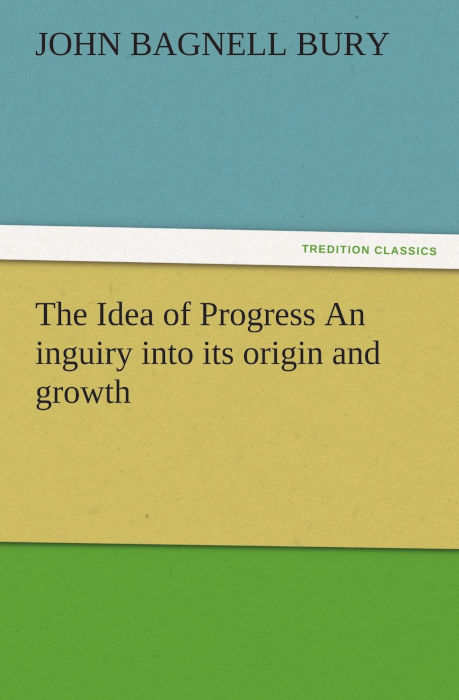 JOHN BAGNELL BURY
TREDITION CLASSICS
The Idea of Progress An
inguiry into its origin and
growth